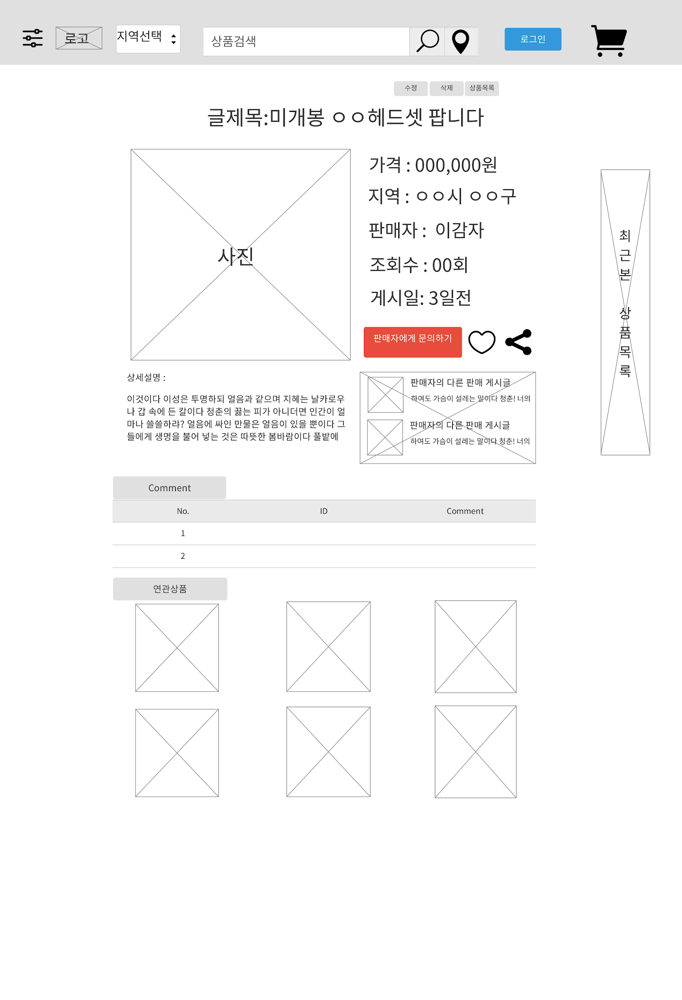 로고
지역선택
상품검색
로그인
수정
삭제
상품목록
글제목:미개봉 ㅇㅇ헤드셋 팝니다
가격 : 000,000원
지역 : ㅇㅇ시 ㅇㅇ구
판매자 : 이감자
조회수 : 00회
게시일: 3일전
사진
판매자에게 문의하기
최
근
본
상
품
목
록
상세설명 :
이것이다 이성은 투명하되 얼음과 같으며 지혜는 날카로우
나 갑 속에 든 칼이다 청춘의 끓는 피가 아니더면 인간이 얼
마나 쓸쓸하랴? 얼음에 싸인 만물은 얼음이 있을 뿐이다 그
들에게 생명을 불어 넣는 것은 따뜻한 봄바람이다 풀밭에
판매자의 다른 판매 게시글
하여도 가슴이 설레는 말이다 청춘! 너의
판매자의 다른 판매 게시글
하여도 가슴이 설레는 말이다 청춘! 너의
Comment
No. ID Comment
1
2
연관상품